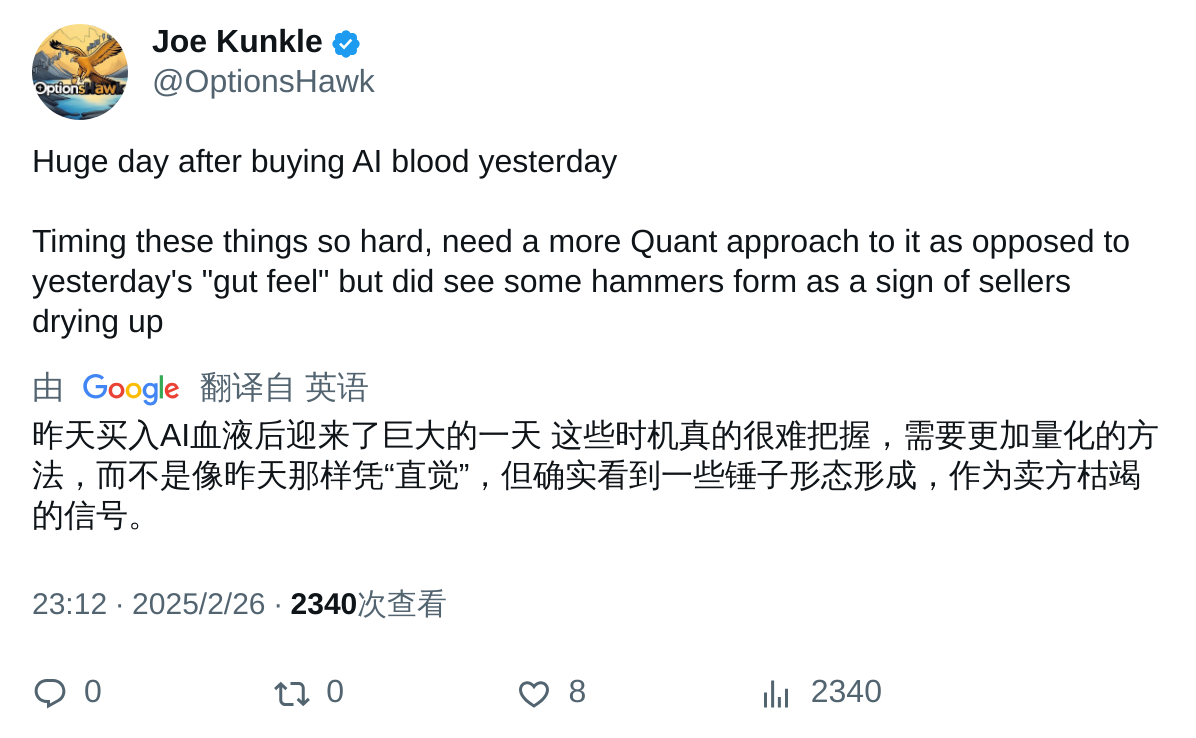 Joe Kunkle
@OptionsHawk
Huge day after buying AI blood yesterday
Timing these things so hard, need a more Quant approach to it as opposed to
yesterday's "gut feel" but did see some hammers form as a sign of sellers
drying up
由 Google 翻译自 英语
昨天买入AI血液后迎来了巨大的一天 这些时机真的很难把握，需要更加量化的方
法，而不是像昨天那样凭“直觉”，但确实看到一些锤子形态形成，作为卖方枯竭
的信号。
23:12 · 2025/2/26 · 2340次查看
0 0 8 2340